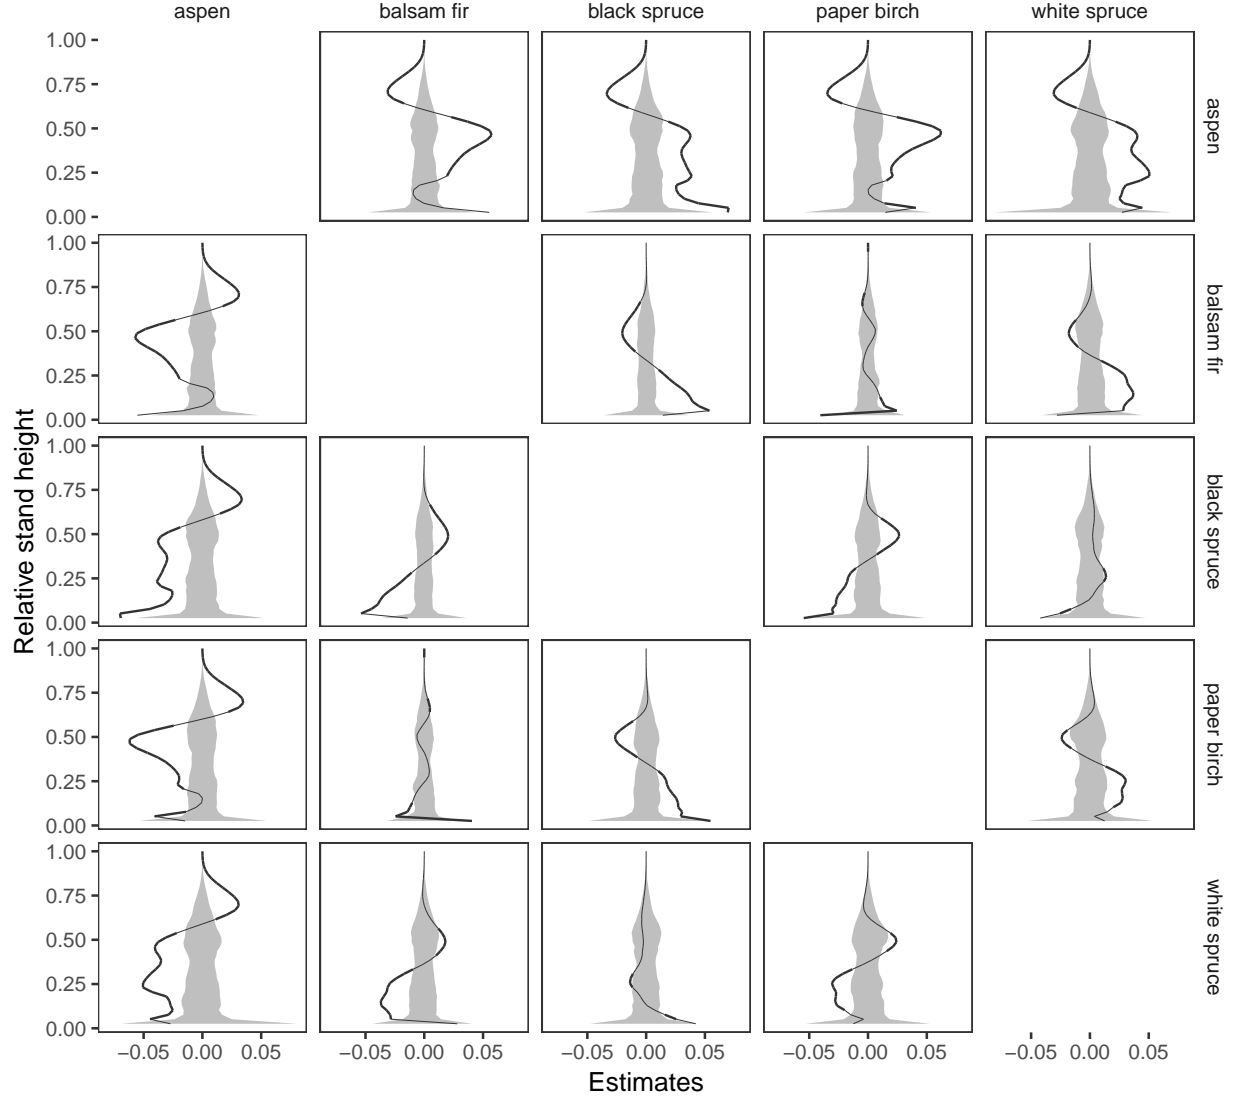 aspen balsam fir black spruce paper birch white spruce
1.00
0.75
0.50
0.25
0.00
aspen
1.00
0.75
0.50
0.25
0.00
balsam fir
1.00
0.75
0.50
0.25
0.00
black spruce
1.00
0.75
0.50
0.25
0.00
paper birch
1.00
0.75
0.50
0.25
0.00
white spruce
Relative stand height
−0.05 0.00 0.05 −0.05 0.00 0.05 −0.05 0.00 0.05 −0.05 0.00 0.05 −0.05 0.00 0.05
Estimates